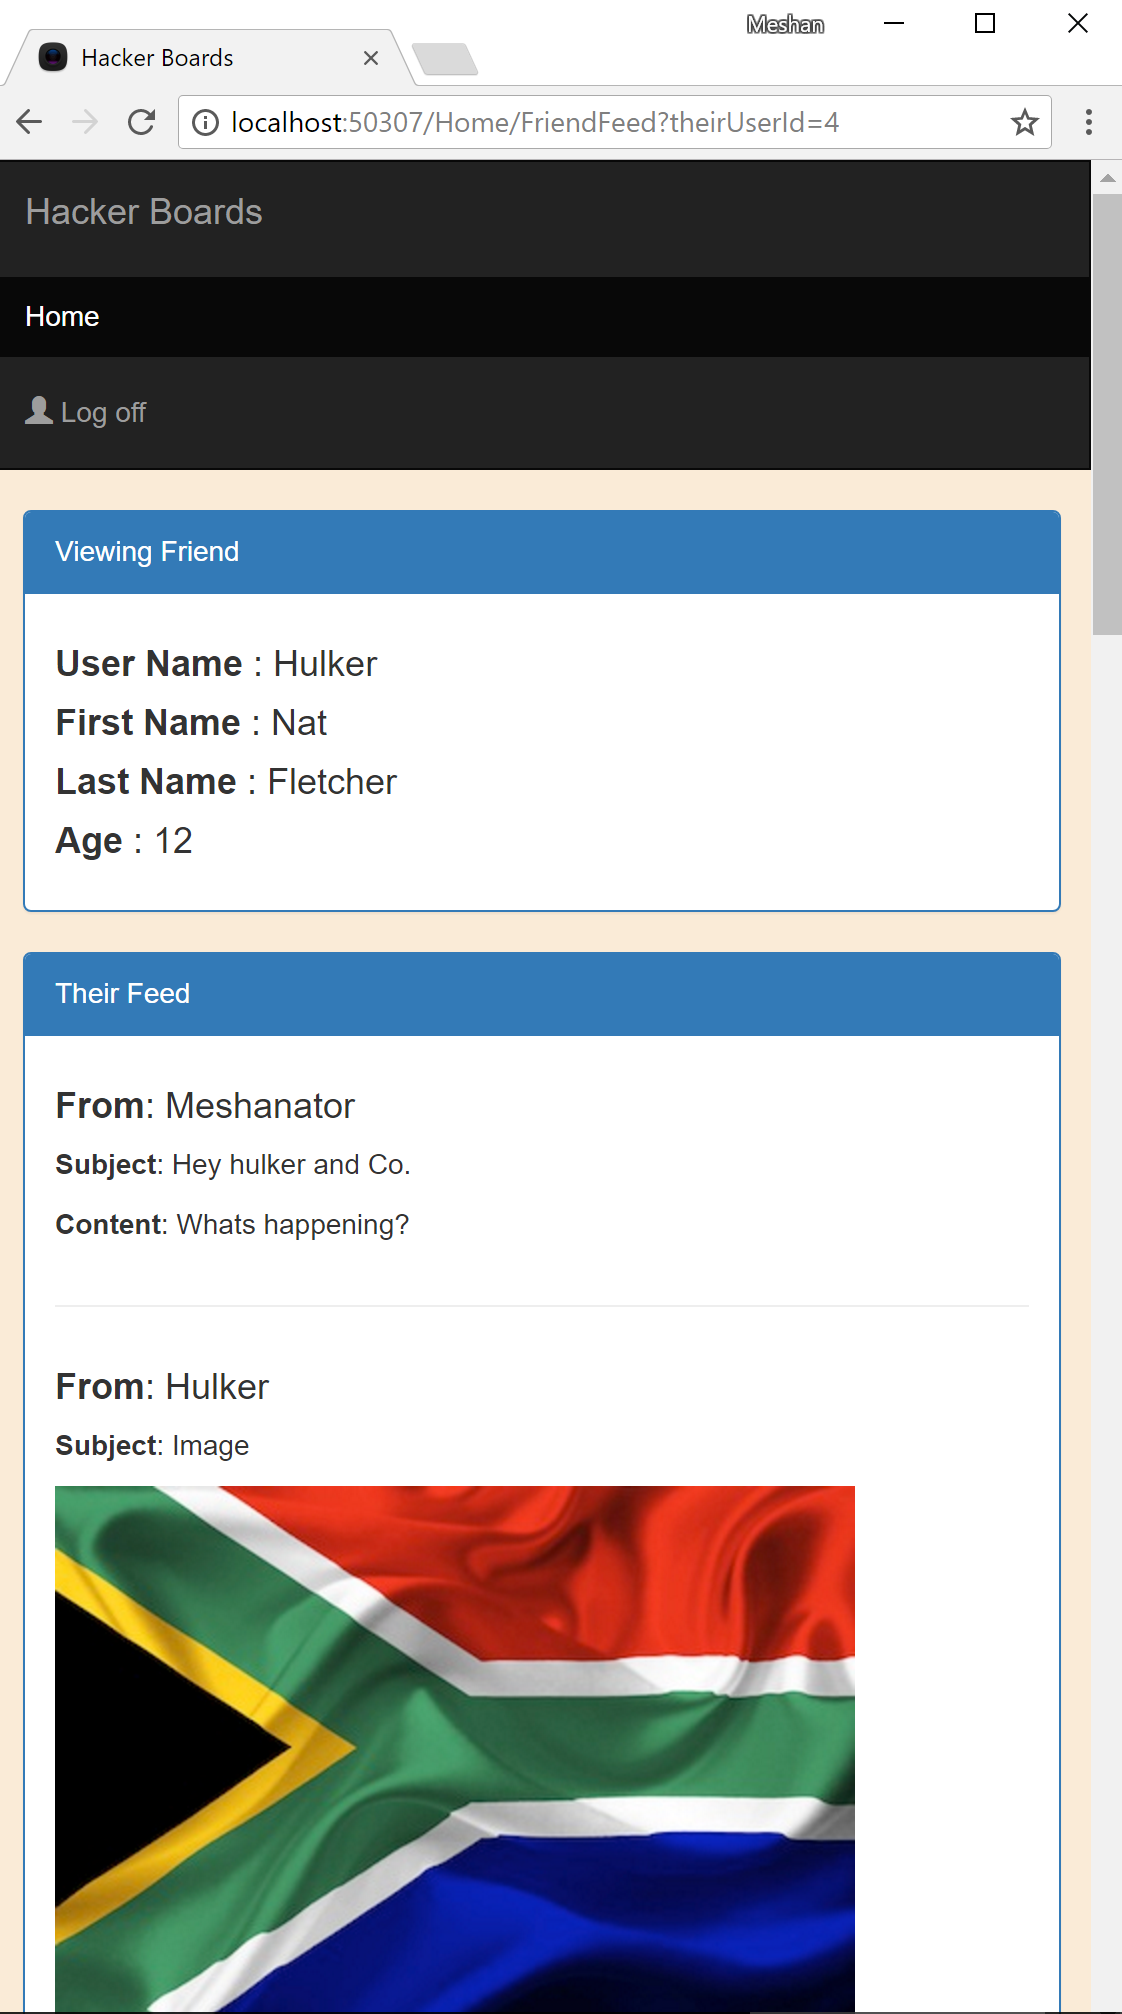 Meshan
Hacker Boards
localhost:50307/Home/FriendFeed?theirUserId=4
Hacker Boards
Home
Log off
Viewing Friend
User Name : Hulker
First Name : Nat
Last Name : Fletcher
Age : 12
Their Feed
From: Meshanator
Subject: Hey hulker and Co.
Content: Whats happening?
From: Hulker
Subject: Image